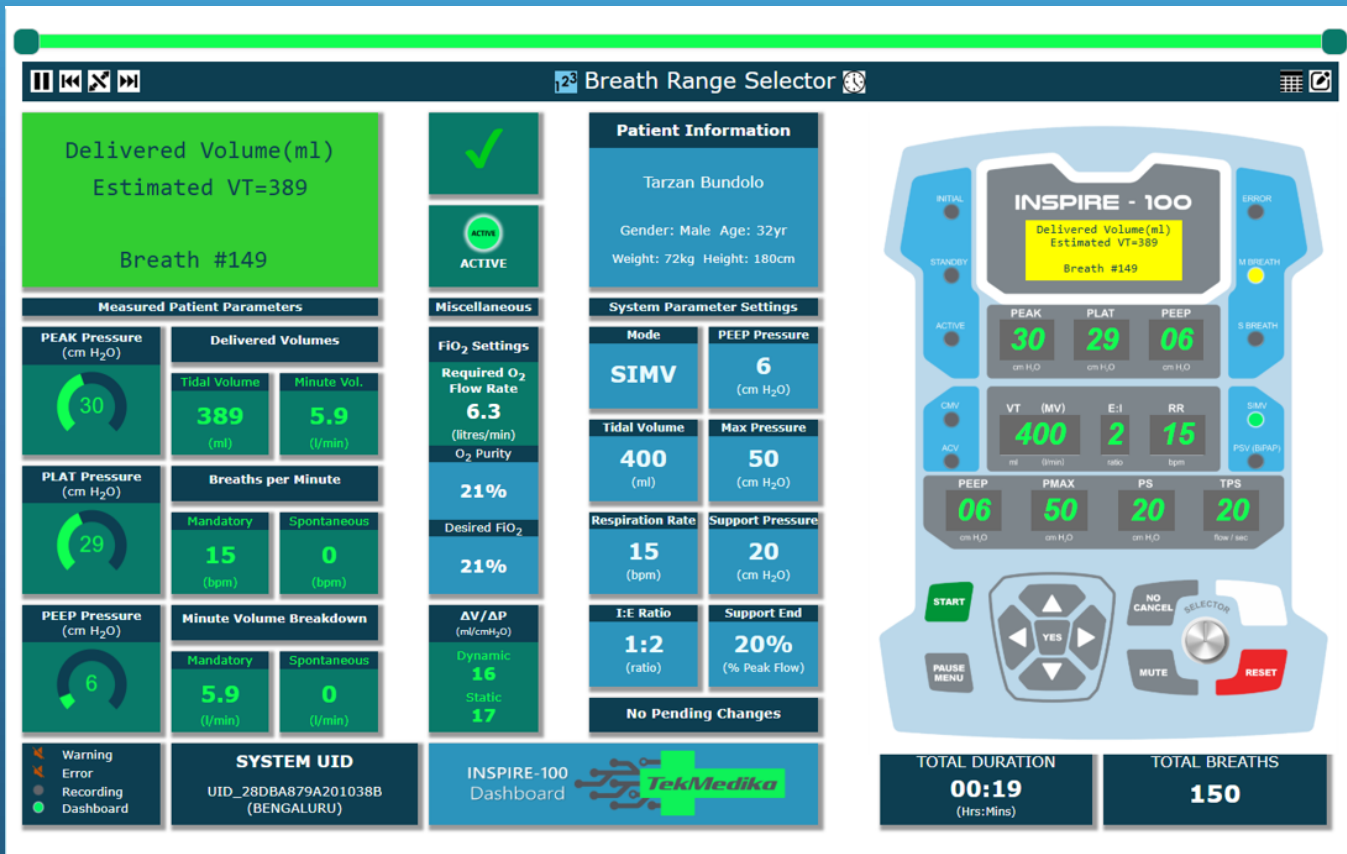 123 Breath Range Selector
Delivered Volume(ml)
Estimated VT=389
Breath #149
ACTIVE
ACTIVE
Patient Information
Tarzan Bundolo
Gender: Male Age: 32yr
Weight: 72kg Height: 180cm
Measured Patient Parameters
Miscellaneous
System Parameter Settings
PEAK Pressure
(cm H₂O)
30
Delivered Volumes
Tidal Volume
389
(ml)
Minute Vol.
5.9
(l/min)
PLAT Pressure
(cm H₂O)
29
Breaths per Minute
Mandatory
15
(bpm)
Spontaneous
0
(bpm)
PEEP Pressure
(cm H₂O)
6
Minute Volume Breakdown
Mandatory
5.9
(l/min)
Spontaneous
0
(l/min)
FiO₂ Settings
Required O₂
Flow Rate
6.3
(litres/min)
O₂ Purity
21%
Desired FiO₂
21%
ΔV/ΔP
(ml/cmH₂O)
Dynamic
16
Static
17
Mode
SIMV
PEEP Pressure
6
(cm H₂O)
Tidal Volume
400
(ml)
Max Pressure
50
(cm H₂O)
Respiration Rate
15
(bpm)
Support Pressure
20
(cm H₂O)
I:E Ratio
1:2
(ratio)
Support End
20%
(% Peak Flow)
No Pending Changes
Warning
Error
Recording
Dashboard
SYSTEM UID
UID_28DBA879A201038B
(BENGALURU)
INSPIRE-100
Dashboard
TekMedika
INITIAL
STANDBY
ACTIVE
INSPIRE - 100
Delivered Volume(ml)
Estimated VT=389
Breath #149
ERROR
M BREATH
S BREATH
PEAK PLAT PEEP
30 29 06
cm H₂O cm H₂O cm H₂O
CMV
ACV
VT (MV) E:I RR
400 2 15
ml (l/min) ratio bpm
SIMV
PSV (BiPAP)
PEEP PMAX PS TPS
06 50 20 20
cm H₂O cm H₂O cm H₂O flow / sec
START
PAUSE
MENU
YES
NO
CANCEL
SELECTOR
MUTE
RESET
TOTAL DURATION
00:19
(Hrs:Mins)
TOTAL BREATHS
150